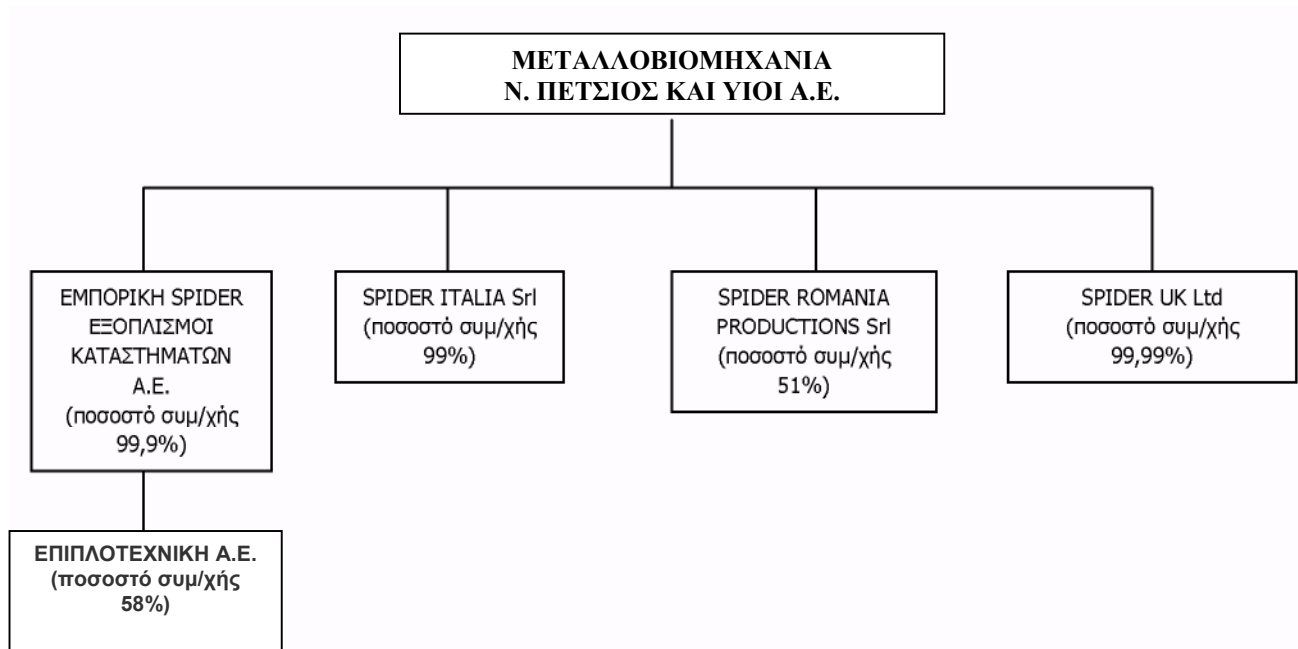 ΜΕΤΑΛΛΟΒΙΟΜΗΧΑΝΙΑ
Ν. ΠΕΤΣΙΟΣ ΚΑΙ ΥΙΟΙ Α.Ε.
ΕΜΠΟΡΙΚΗ SPIDER
ΕΞΟΠΛΙΣΜΟΙ
ΚΑΤΑΣΤΗΜΑΤΩΝ
Α.Ε.
(ποσοστό συμ/χής
99,9%)
SPIDER ITALIA Srl
(ποσοστό συμ/χής
99%)
SPIDER ROMANIA
PRODUCTIONS Srl
(ποσοστό συμ/χής
51%)
SPIDER UK Ltd
(ποσοστό συμ/χής
99,99%)
ΕΠΙΠΛΟΤΕΧΝΙΚΗ Α.Ε.
(ποσοστό συμ/χής
58%)